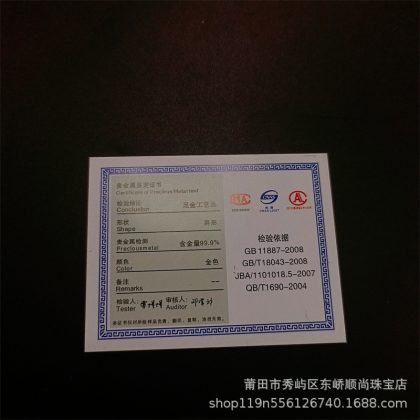 贵金属鉴定证书
Certificate of Precious Metal test
检验结论 足金工艺品
Conclusion
形状 异形
Shape
贵金属检测 含金量99.9%
Preciousmetal
颜色 金色
Color
备注 --
Remarks
检验人: 审核人:
Tester Auditor
检验依据
GB11887-2008
GB/T18043-2008
JBA/1101018.5-2007
QB/T1690-2004
莆田市秀屿区东峤顺尚珠宝店
shop119n556126740.1688.com